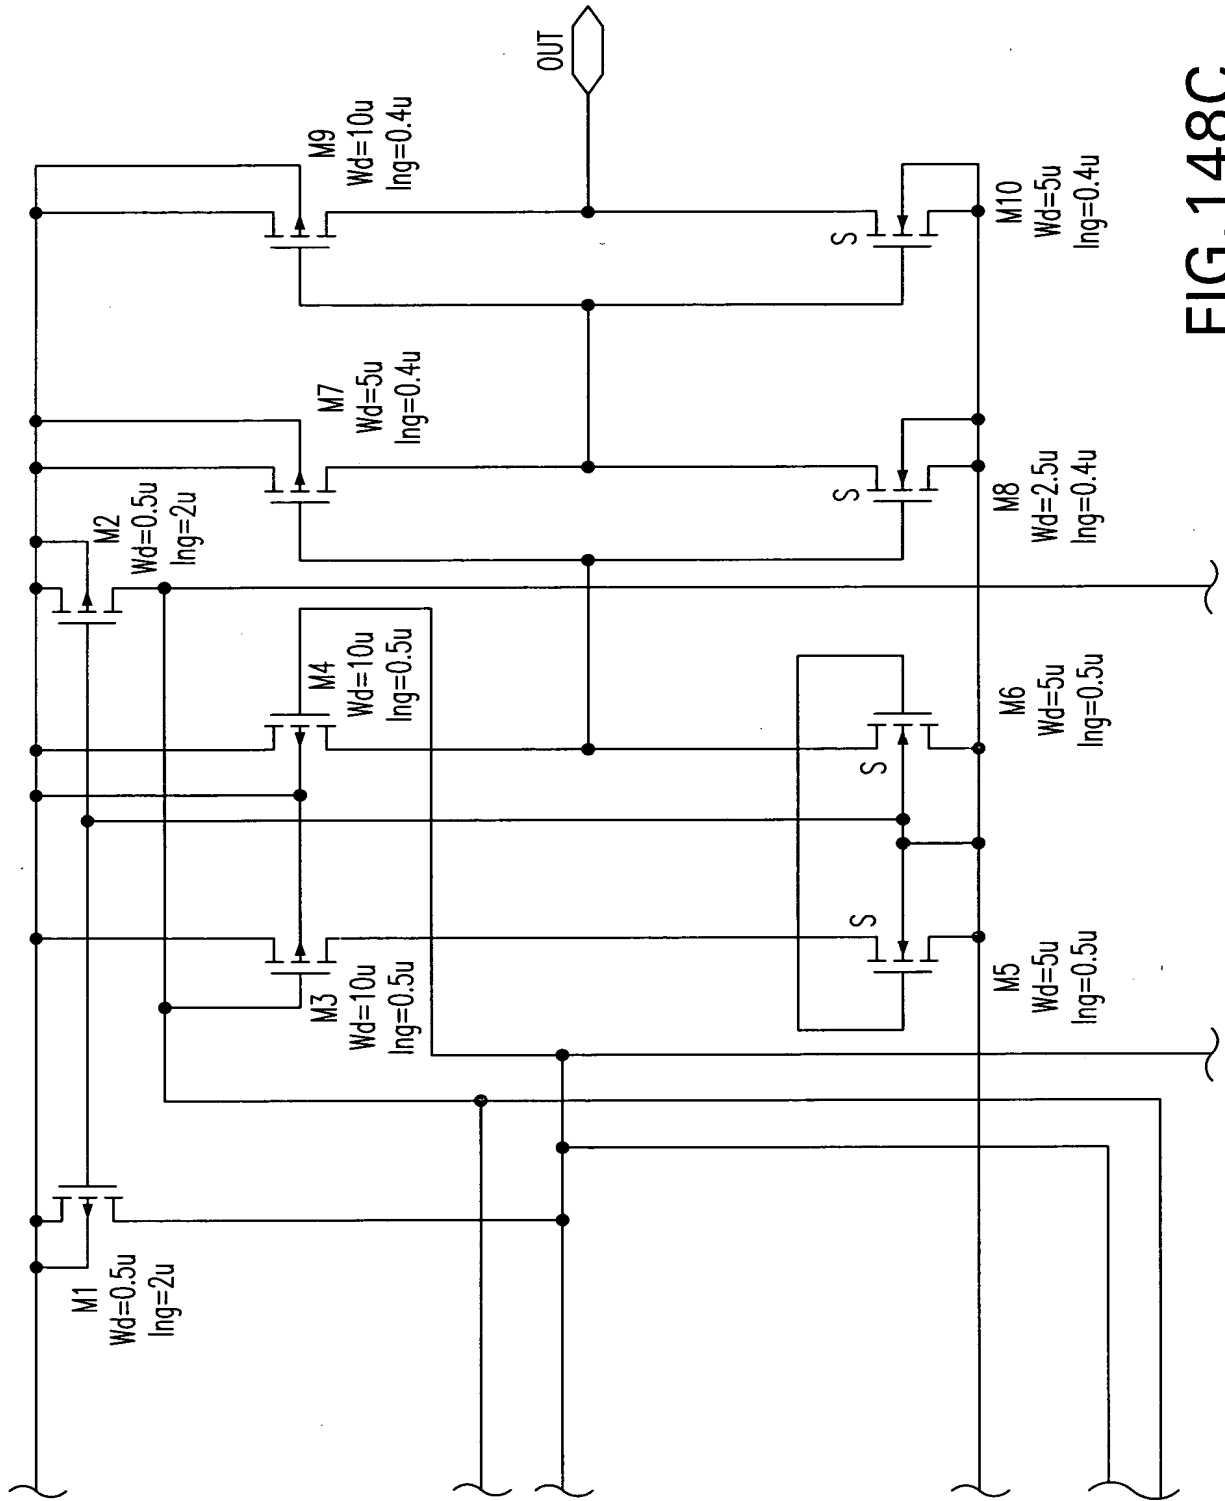 M1
Wd=0.5u
lng=2u
M2
Wd=0.5u
lng=2u
M3
Wd=10u
lng=0.5u
M4
Wd=10u
lng=0.5u
M7
Wd=5u
lng=0.4u
M9
Wd=10u
lng=0.4u
OUT
S
M5
Wd=5u
lng=0.5u
S
M6
Wd=5u
lng=0.5u
S
M8
Wd=2.5u
lng=0.4u
S
M10
Wd=5u
lng=0.4u
FIG.148C